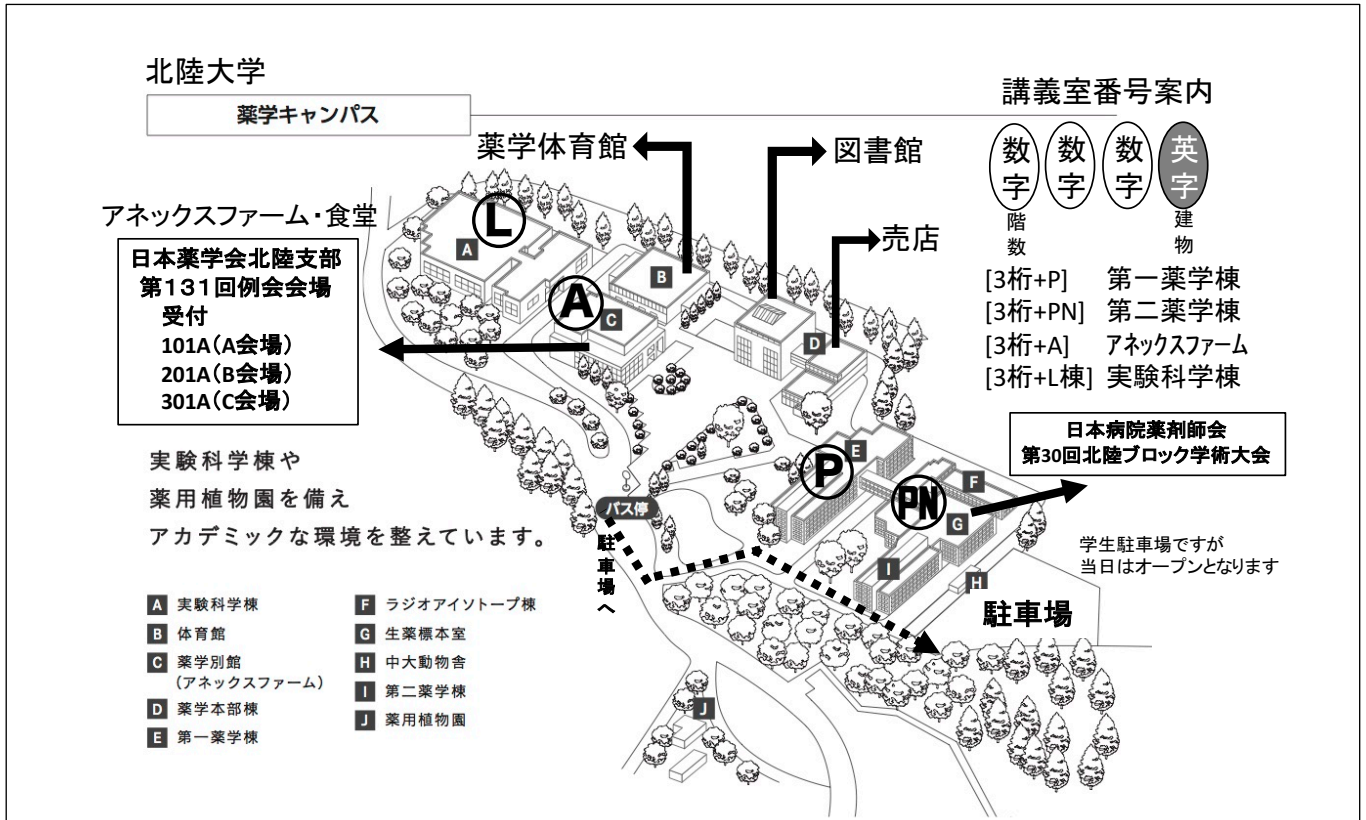 北陸大学
薬学キャンパス
講義室番号案内
数字 数字 数字 英字
階数 建物
[3桁+P] 第一薬学棟
[3桁+PN] 第二薬学棟
[3桁+A] アネックスファーム
[3桁+L棟] 実験科学棟
薬学体育館
図書館
売店
アネックスファーム・食堂
日本薬学会北陸支部
第131回例会会場
受付
101A(A会場)
201A(B会場)
301A(C会場)
L
A
A
B
C
D
P
E
PN
F
G
H
I
J
日本病院薬剤師会
第30回北陸ブロック学術大会
学生駐車場ですが
当日はオープンとなります
駐車場
バス停
駐車場へ
実験科学棟や
薬用植物園を備え
アカデミックな環境を整えています。
A 実験科学棟
B 体育館
C 薬学別館
(アネックスファーム)
D 薬学本部棟
E 第一薬学棟
F ラジオアイソトープ棟
G 生薬標本室
H 中大動物舎
I 第二薬学棟
J 薬用植物園